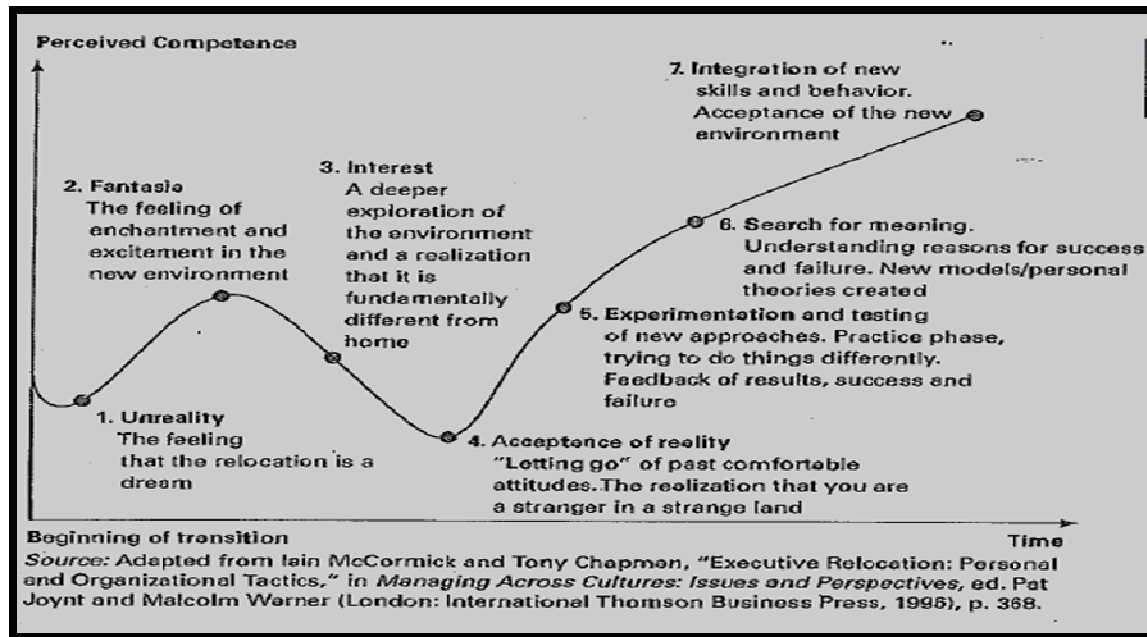 Perceived Competence
7. Integration of new
skills and behavior.
Acceptance of the new
environment
3. Interest
A deeper
exploration of
the environment
and a realization
that it is
fundamentally
different from
home
2. Fantasia
The feeling of
enchantment and
excitement in the
new environment
6. Search for meaning.
Understanding reasons for success
and failure. New models/personal
theories created
5. Experimentation and testing
of new approaches. Practice phase,
trying to do things differently.
Feedback of results, success and
failure
1. Unreality
The feeling
that the relocation is a
dream
4. Acceptance of reality
"Letting go" of past comfortable
attitudes. The realization that you are
a stranger in a strange land
Beginning of transition
Time
Source: Adapted from Iain McCormick and Tony Chapman, "Executive Relocation: Personal
and Organizational Tactics," in Managing Across Cultures: Issues and Perspectives, ed. Pat
Joynt and Malcolm Warner (London: International Thomson Business Press, 1996), p. 368.